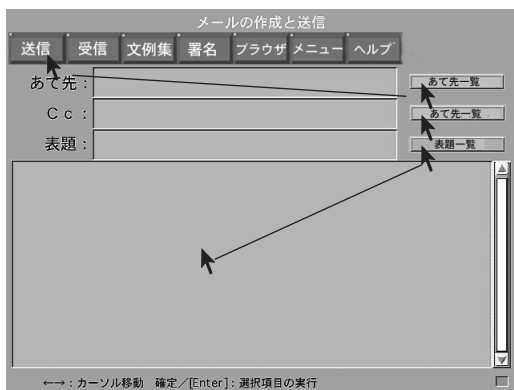 メールの作成と送信
送信 受信 文例集 署名 ブラウザ メニュー ヘルプ
あて先： あて先一覧
Ｃｃ： あて先一覧
表題： 表題一覧
←→：カーソル移動 確定／[Enter]：選択項目の実行